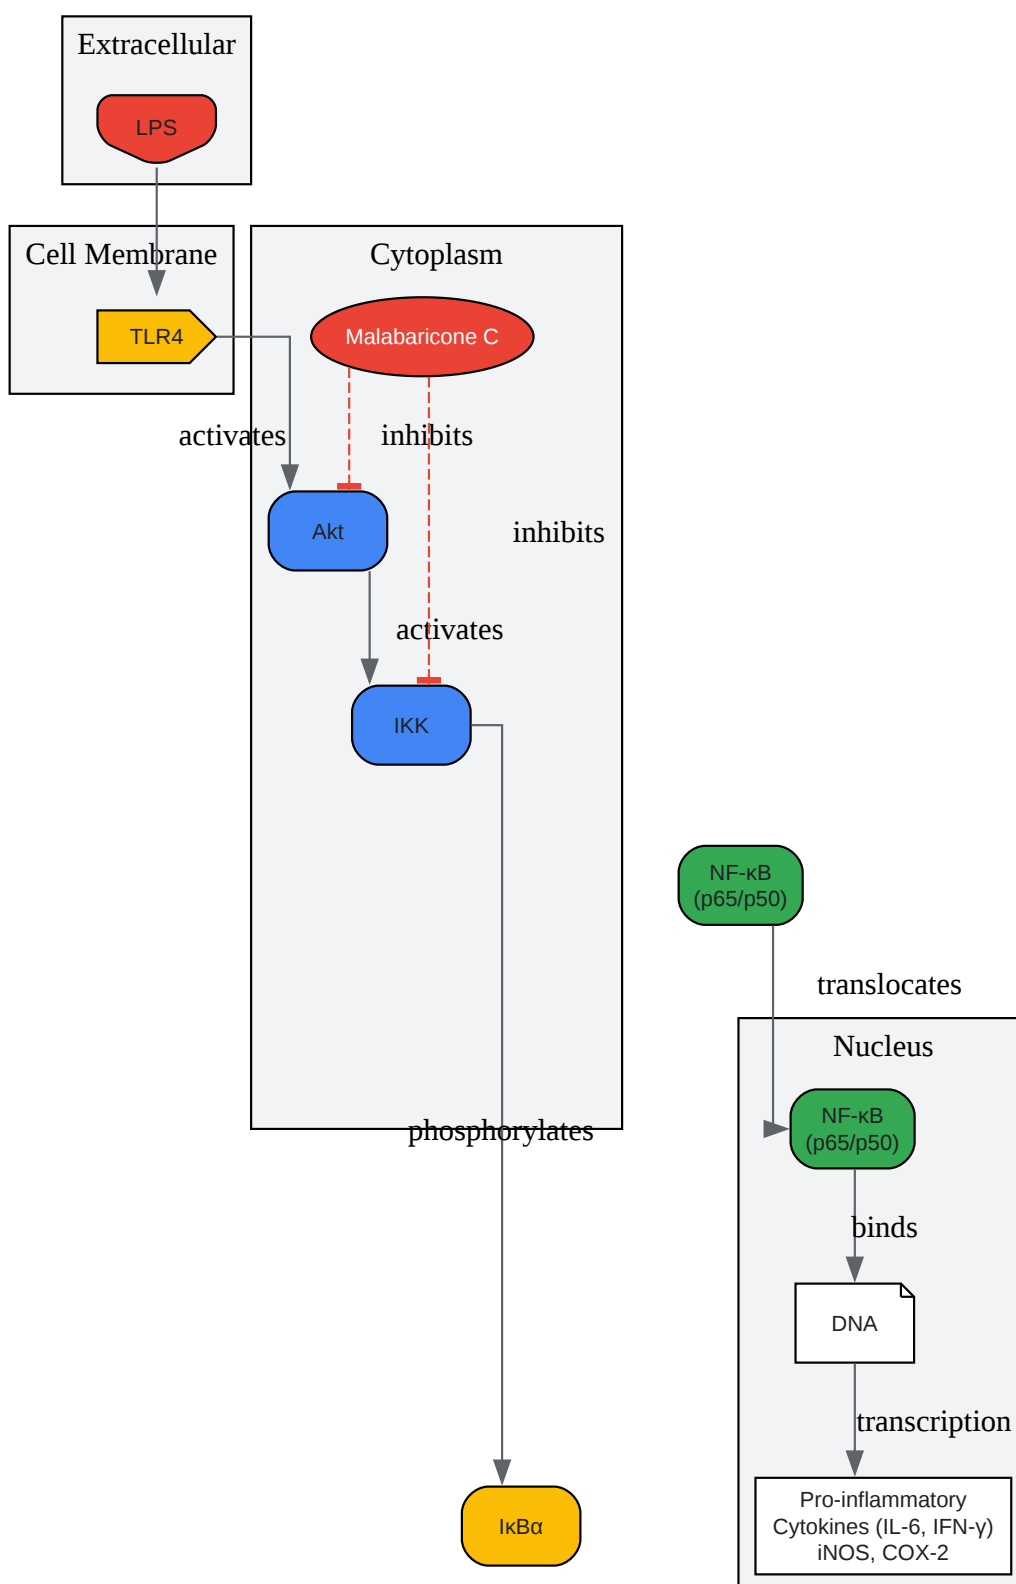 Extracellular
LPS
Cell Membrane
TLR4
Cytoplasm
Malabaricone C
activates
inhibits
Akt
inhibits
activates
IKK
NF-κB
(p65/p50)
translocates
Nucleus
NF-κB
(p65/p50)
phosphorylates
binds
DNA
transcription
Pro-inflammatory
Cytokines (IL-6, IFN-γ)
iNOS, COX-2
IκBα